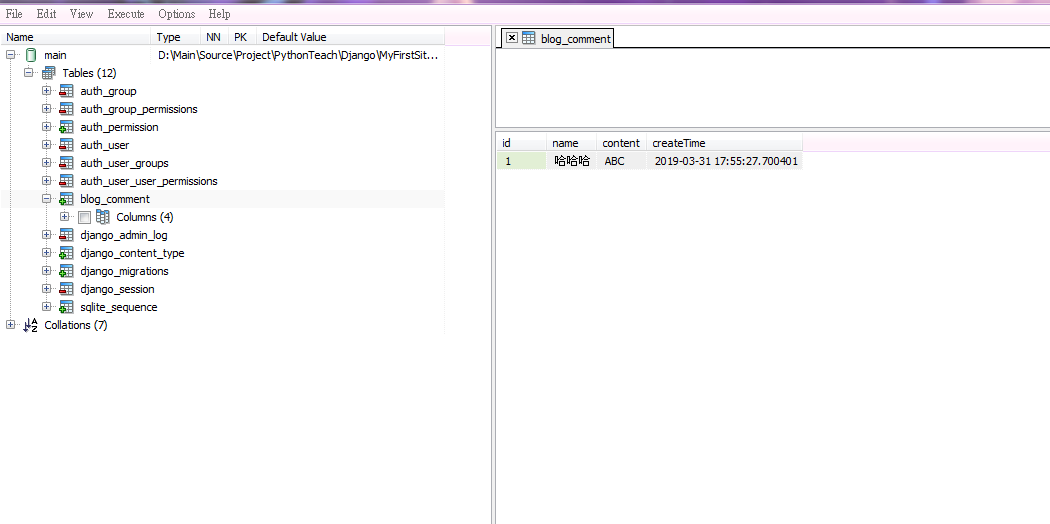 File Edit View Execute Options Help
Name Type NN PK Default Value
main D:\Main\Source\Project\PythonTeach\Django\MyFirstSit...
Tables (12)
auth_group
auth_group_permissions
auth_permission
auth_user
auth_user_groups
auth_user_user_permissions
blog_comment
Columns (4)
django_admin_log
django_content_type
django_migrations
django_session
sqlite_sequence
Collations (7)
blog_comment
id name content createTime
1 哈哈哈 ABC 2019-03-31 17:55:27.700401